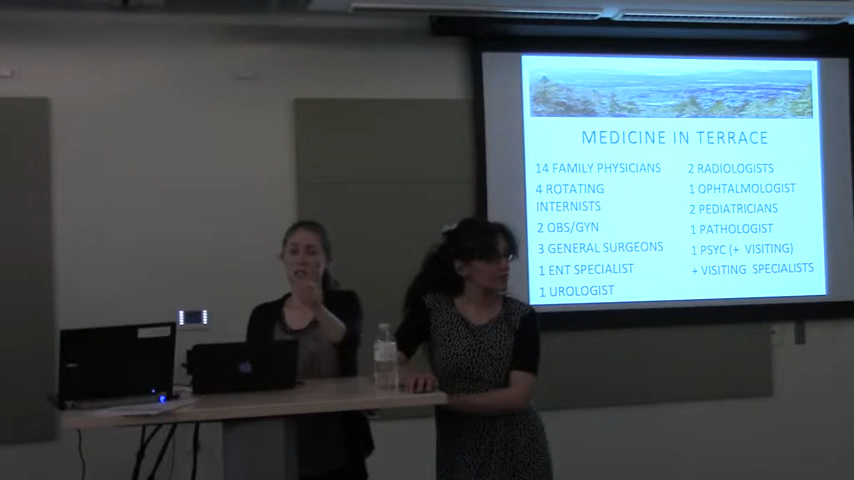 MEDICINE IN TERRACE
14 FAMILY PHYSICIANS
4 ROTATING
INTERNISTS
2 OBS/GYN
3 GENERAL SURGEONS
1 ENT SPECIALIST
1 UROLOGIST
2 RADIOLOGISTS
1 OPHTALMOLOGIST
2 PEDIATRICIANS
1 PATHOLOGIST
1 PSYC (+ VISITING)
+ VISITING SPECIALISTS